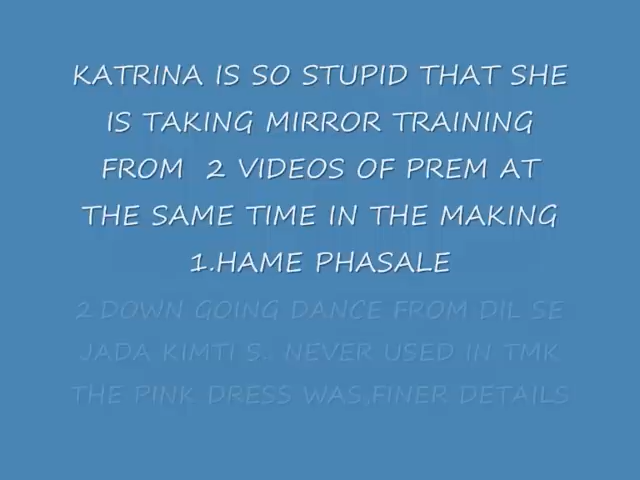 KATRINA IS SO STUPID THAT SHE
IS TAKING MIRROR TRAINING
FROM 2 VIDEOS OF PREM AT
THE SAME TIME IN THE MAKING
1.HAME PHASALE
2.DOWN GOING DANCE FROM DIL SE
JADA KIMTI S.. NEVER USED IN TMK
THE PINK DRESS WAS,FINER DETAILS